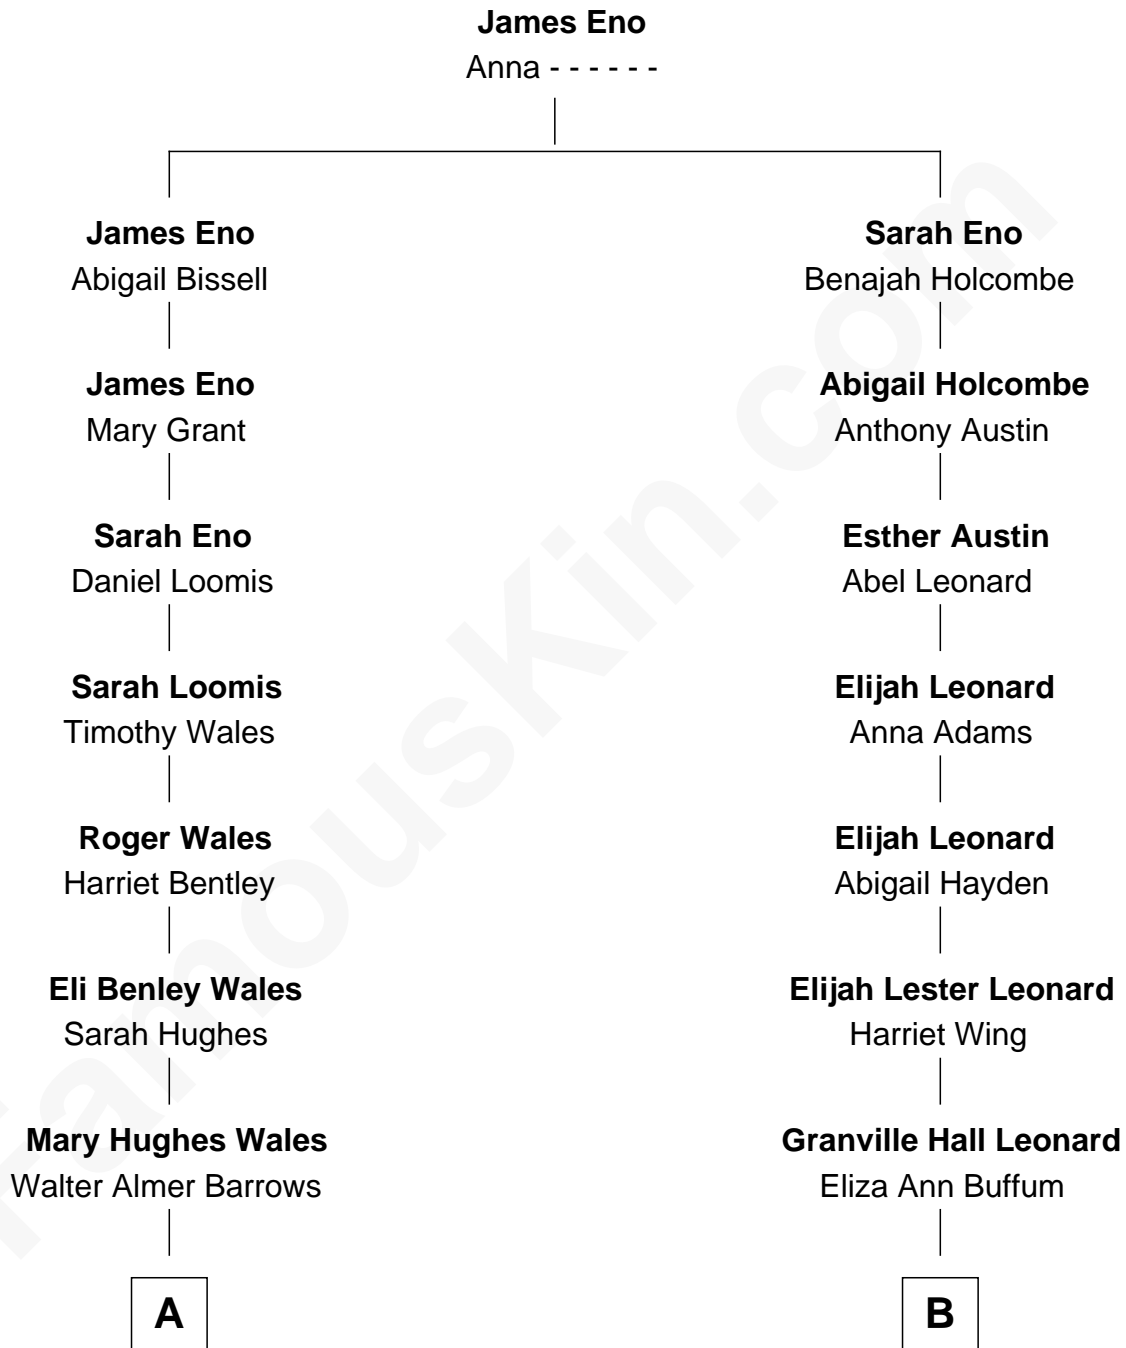 James Eno
Anna - - - - - -
James Eno
Abigail Bissell
Sarah Eno
Benajah Holcombe
James Eno
Mary Grant
Abigail Holcombe
Anthony Austin
Sarah Eno
Daniel Loomis
Esther Austin
Abel Leonard
Sarah Loomis
Timothy Wales
Elijah Leonard
Anna Adams
Roger Wales
Harriet Bentley
Elijah Leonard
Abigail Hayden
Eli Benley Wales
Sarah Hughes
Elijah Lester Leonard
Harriet Wing
Mary Hughes Wales
Walter Almer Barrows
Granville Hall Leonard
Eliza Ann Buffum
A
B
FamousKin.com